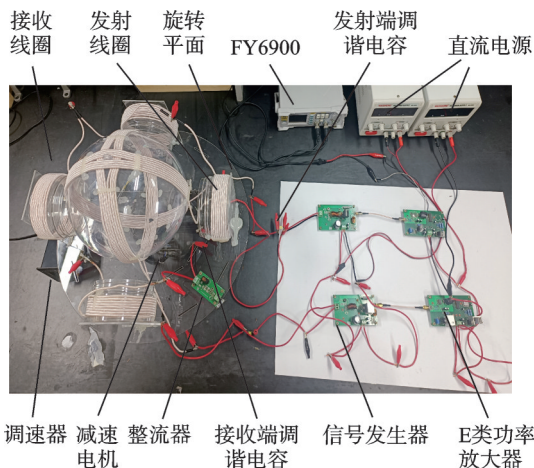 接收
线圈
发射
线圈
旋转
平面
FY6900
发射端调
谐电容
直流电源
调速器
减速
电机
整流器
接收端调
谐电容
信号发生器
E类功率
放大器